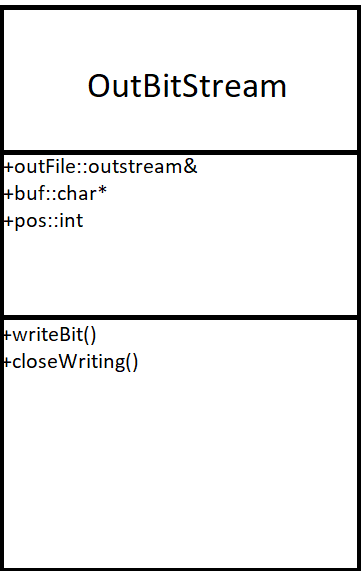 OutBitStream
+outFile::outstream&
+buf::char*
+pos::int
+writeBit()
+closeWriting()